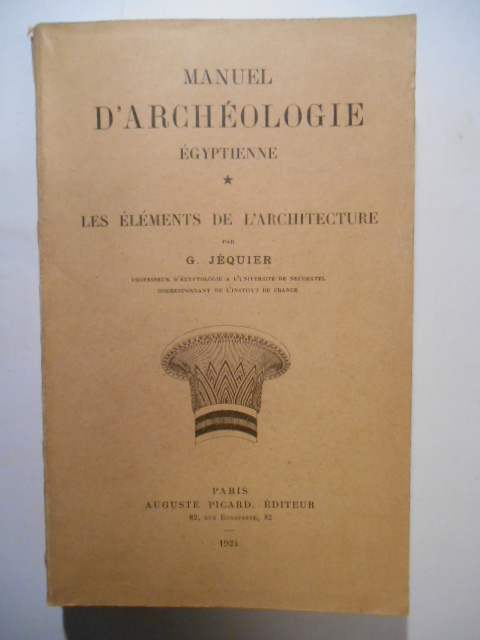 MANUEL
D'ARCHÉOLOGIE
ÉGYPTIENNE
★
LES ÉLÉMENTS DE L'ARCHITECTURE
PAR
G. JÉQUIER
PROFESSEUR D'ÉGYPTOLOGIE A L'UNIVERSITÉ DE NEUCHATEL
CORRESPONDANT DE L'INSTITUT DE FRANCE
PARIS
AUGUSTE PICARD, ÉDITEUR
82, RUE BONAPARTE, 82
—
1924